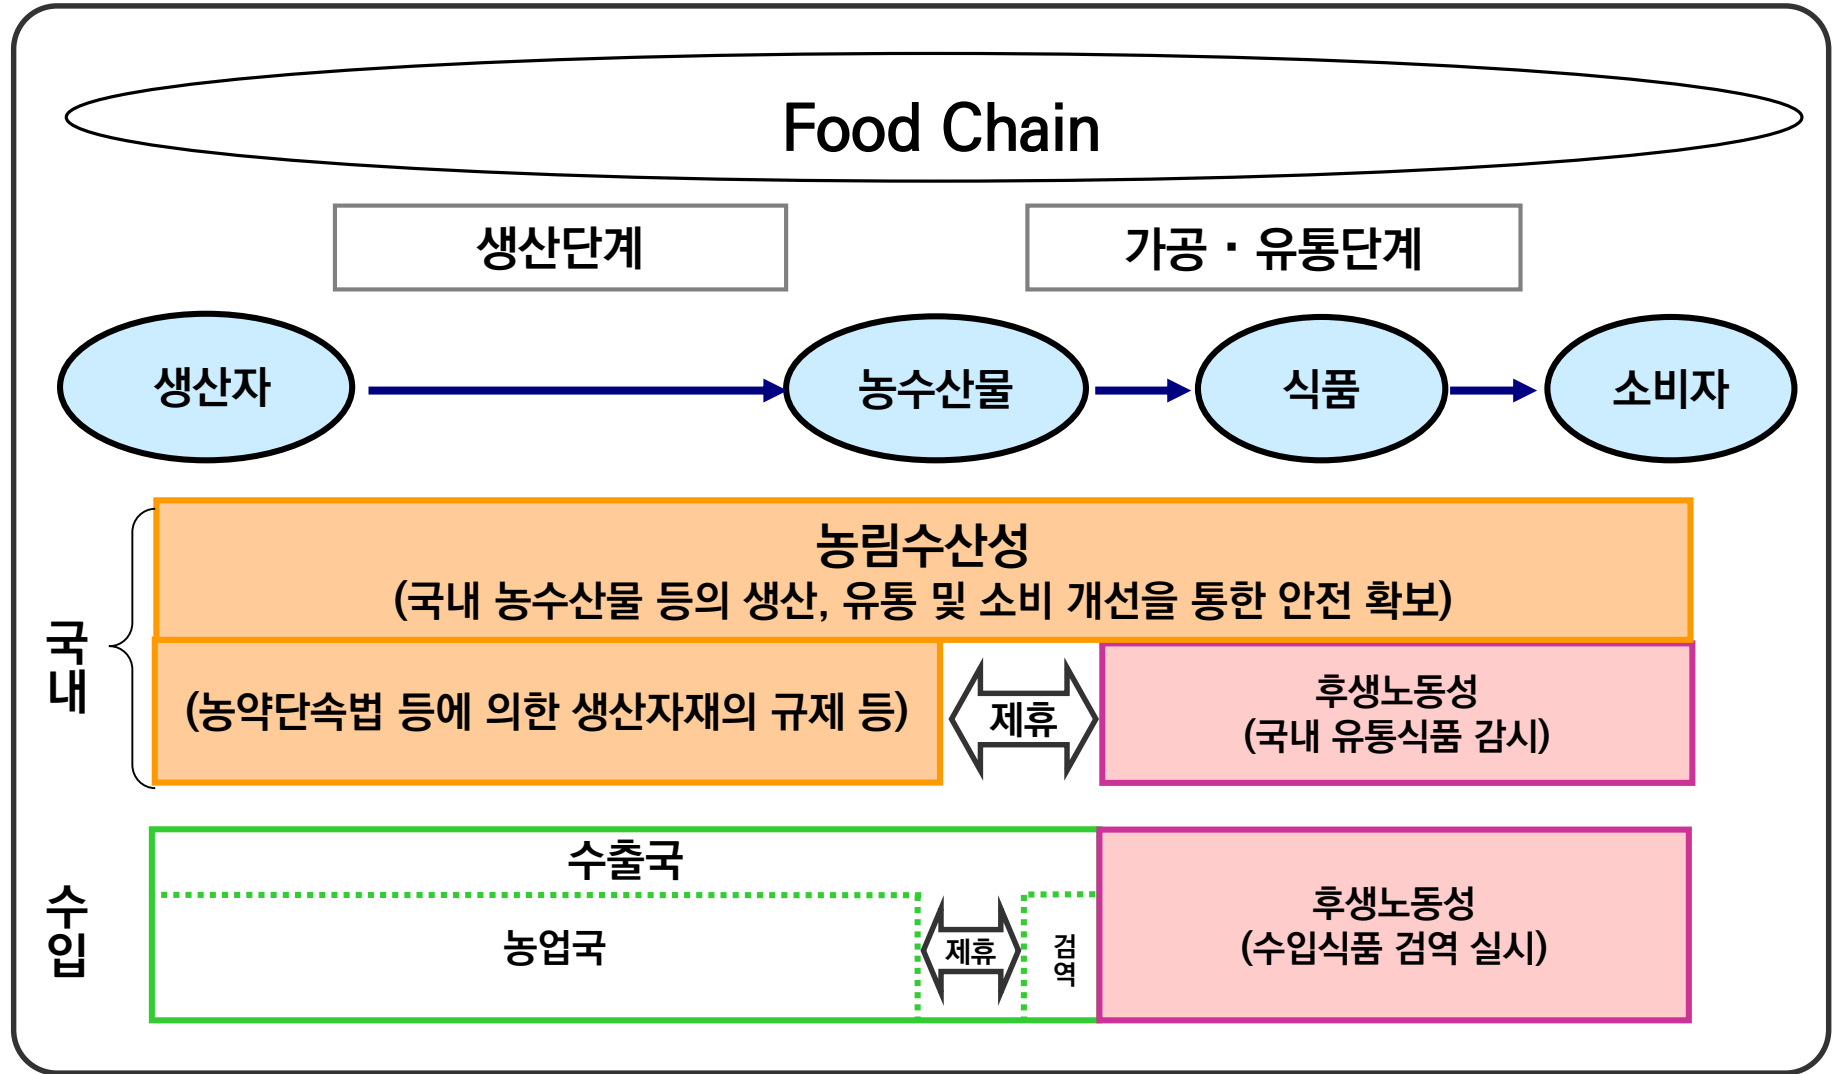 Food Chain
생산단계
가공 · 유통단계
생산자
농수산물
식품
소비자
국내
농림수산성
(국내 농수산물 등의 생산, 유통 및 소비 개선을 통한 안전 확보)
(농약단속법 등에 의한 생산자재의 규제 등)
제휴
후생노동성
(국내 유통식품 감시)
수입
수출국
농업국
제휴
검역
후생노동성
(수입식품 검역 실시)